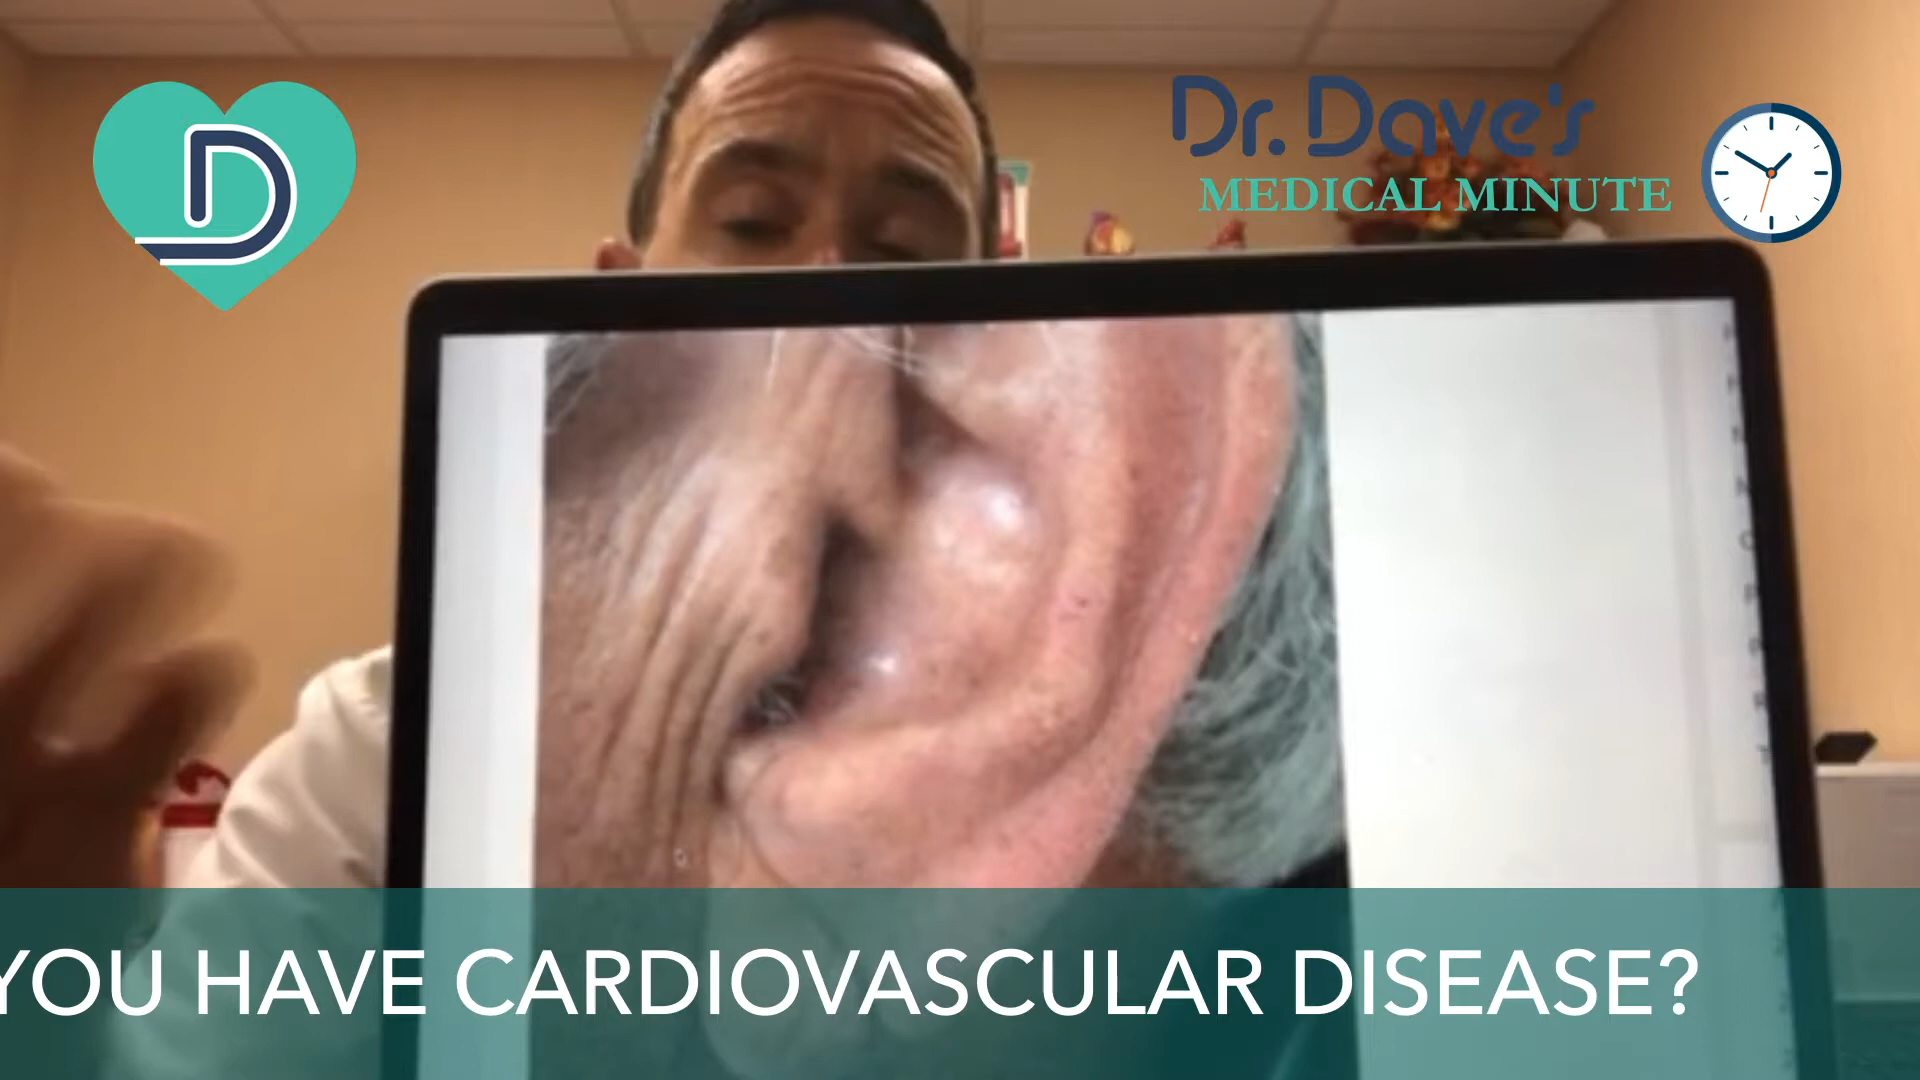 D
Dr. Dave's
MEDICAL MINUTE
YOU HAVE CARDIOVASCULAR DISEASE?